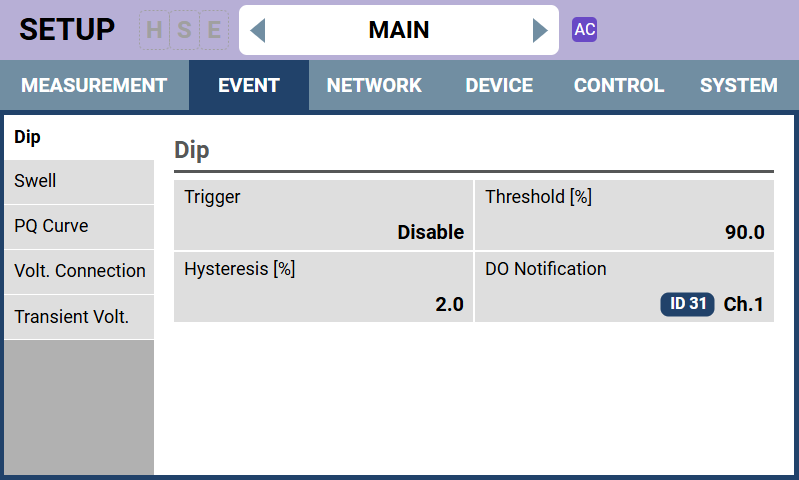 SETUP H S E MAIN AC
MEASUREMENT EVENT NETWORK DEVICE CONTROL SYSTEM
Dip
Swell
PQ Curve
Volt. Connection
Transient Volt.
Dip
Trigger
Disable
Threshold [%]
90.0
Hysteresis [%]
2.0
DO Notification
ID 31 Ch.1